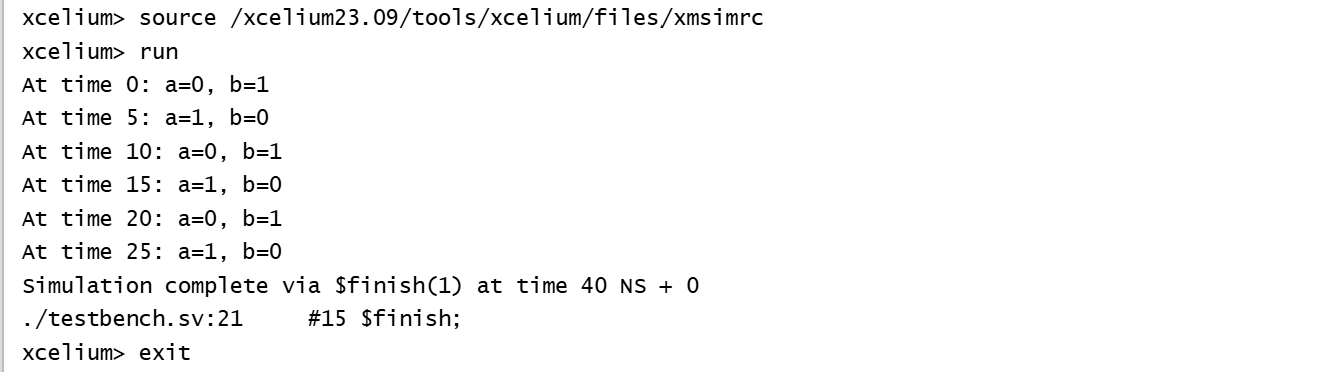 xcelium> source /xcelium23.09/tools/xcelium/files/xmsimrc
xcelium> run
At time 0: a=0, b=1
At time 5: a=1, b=0
At time 10: a=0, b=1
At time 15: a=1, b=0
At time 20: a=0, b=1
At time 25: a=1, b=0
Simulation complete via $finish(1) at time 40 NS + 0
./testbench.sv:21     #15 $finish;
xcelium> exit